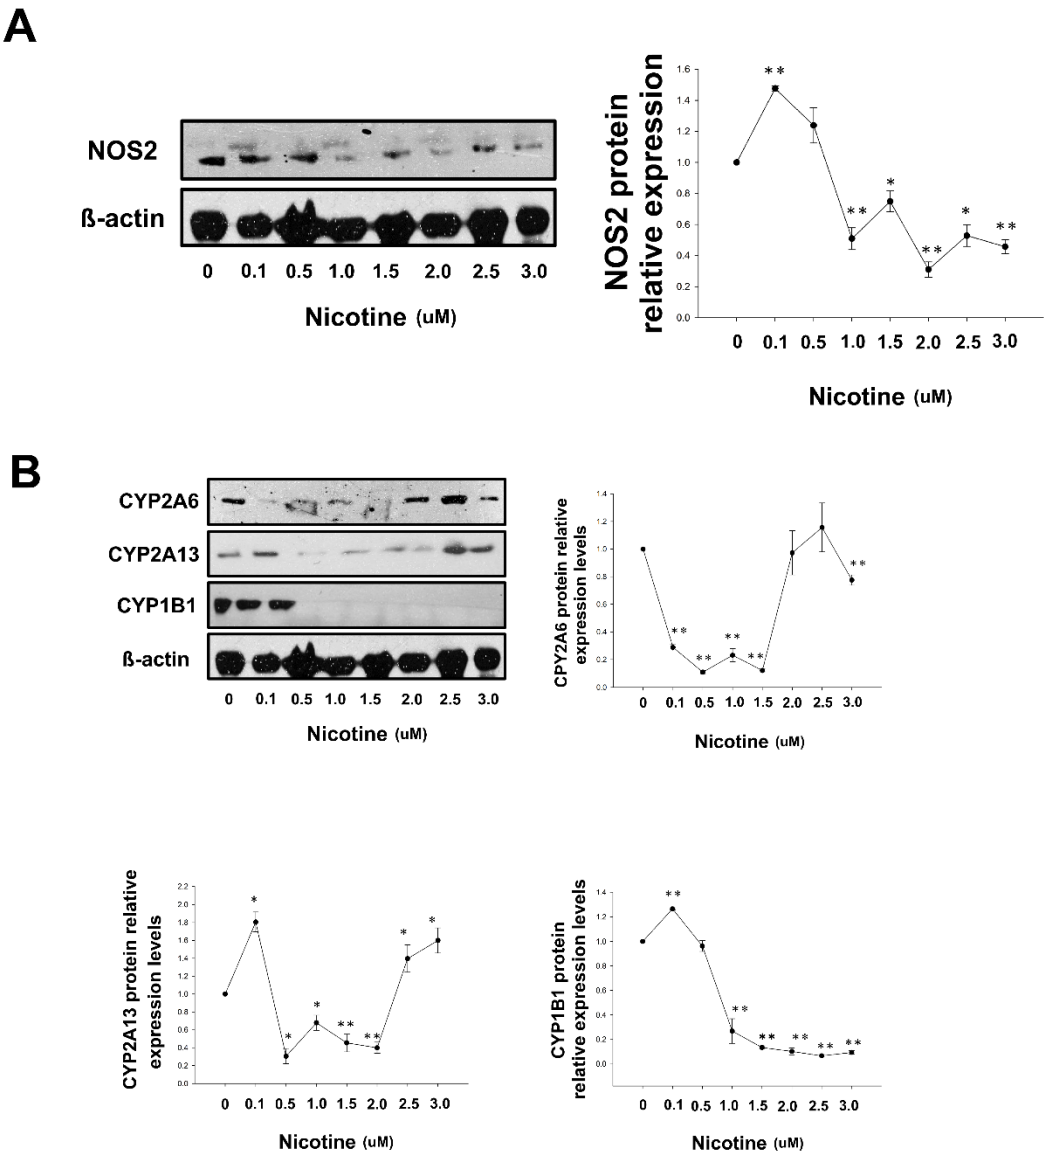 A
NOS2
ß-actin
0 0.1 0.5 1.0 1.5 2.0 2.5 3.0
Nicotine (uM)
NOS2 protein
relative expression
1.6
1.4
1.2
1.0
0.8
0.6
0.4
0.2
0.0
**
**
*
**
*
**
0 0.1 0.5 1.0 1.5 2.0 2.5 3.0
Nicotine (uM)
B
CYP2A6
CYP2A13
CYP1B1
ß-actin
0 0.1 0.5 1.0 1.5 2.0 2.5 3.0
Nicotine (uM)
CPY2A6 protein relative
expression levels
1.4
1.2
1.0
0.8
0.6
0.4
0.2
0.0
**
**
**
**
**
0 0.1 0.5 1.0 1.5 2.0 2.5 3.0
Nicotine (uM)
CYP2A13 protein relative
expression levels
2.2
2.0
1.8
1.6
1.4
1.2
1.0
0.8
0.6
0.4
0.2
0.0
*
*
*
**
**
*
*
0 0.1 0.5 1.0 1.5 2.0 2.5 3.0
Nicotine (uM)
CYP1B1 protein
relative expression levels
1.4
1.2
1.0
0.8
0.6
0.4
0.2
0.0
**
**
**
**
**
**
0 0.1 0.5 1.0 1.5 2.0 2.5 3.0
Nicotine (uM)